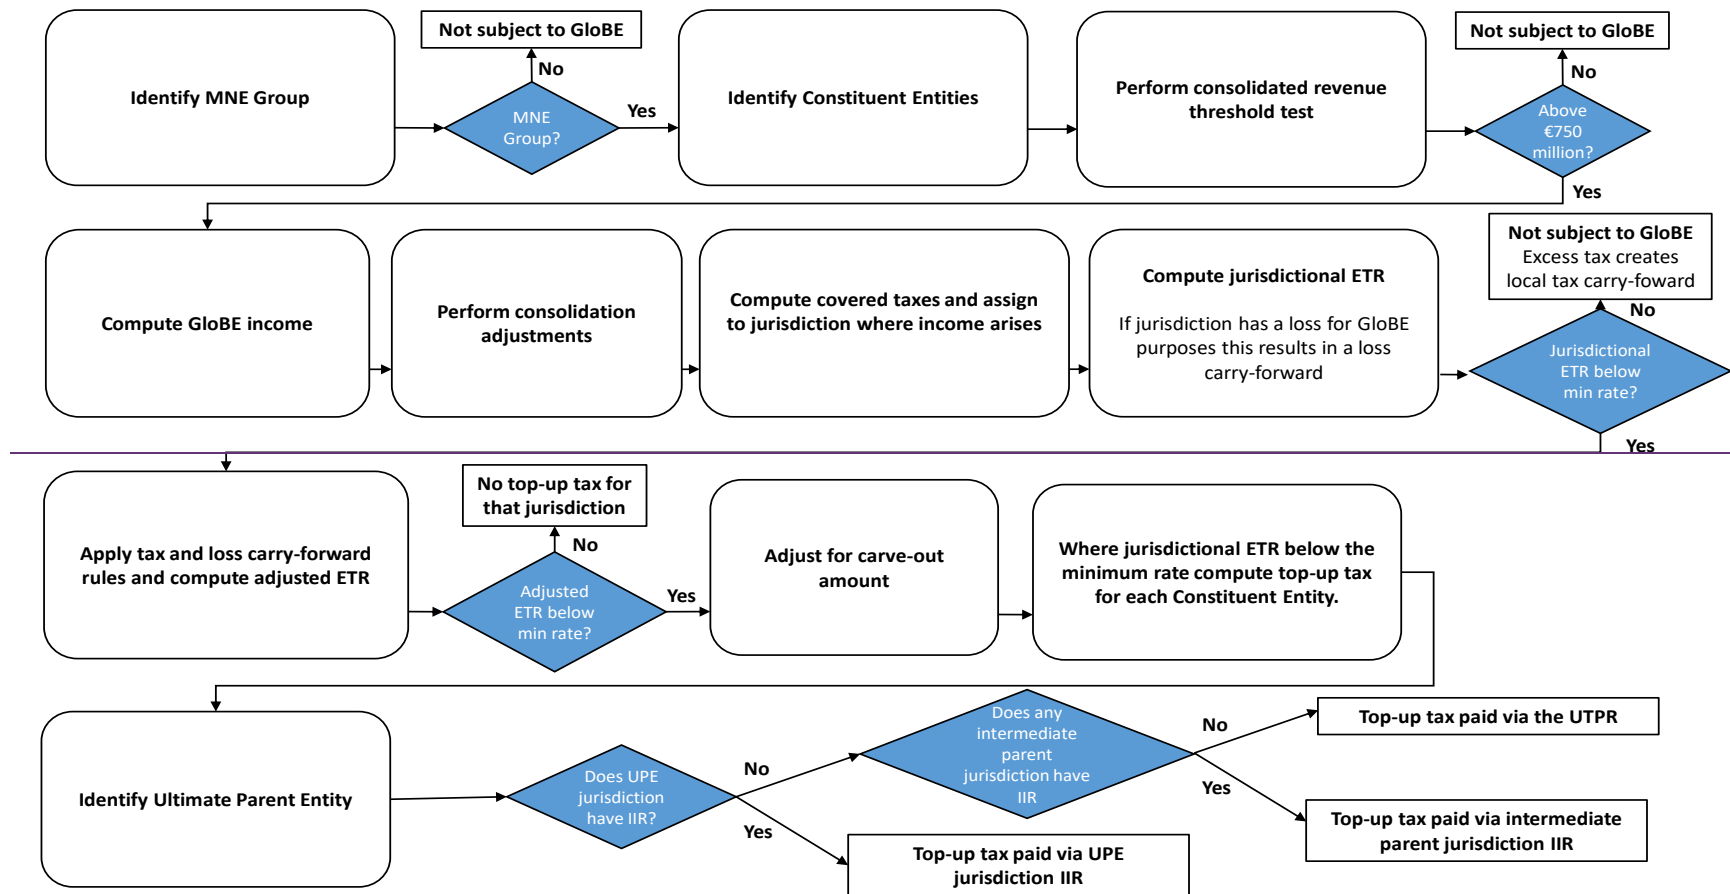 Identify MNE Group
Not subject to GloBE
No
MNE
Group?
Yes
Identify Constituent Entities
Perform consolidated revenue
threshold test
Not subject to GloBE
No
Above
€750
million?
Yes
Compute GloBE income
Perform consolidation
adjustments
Compute covered taxes and assign
to jurisdiction where income arises
Compute jurisdictional ETR
If jurisdiction has a loss for GloBE
purposes this results in a loss
carry-forward
Not subject to GloBE
Excess tax creates
local tax carry-foward
No
Jurisdictional
ETR below
min rate?
Yes
Apply tax and loss carry-forward
rules and compute adjusted ETR
No top-up tax for
that jurisdiction
No
Adjusted
ETR below
min rate?
Yes
Adjust for carve-out
amount
Where jurisdictional ETR below the
minimum rate compute top-up tax
for each Constituent Entity.
Identify Ultimate Parent Entity
Does UPE
jurisdiction
have IIR?
No
Yes
Top-up tax paid via UPE
jurisdiction IIR
Does any
intermediate
parent
jurisdiction have
IIR
No
Top-up tax paid via the UTPR
Yes
Top-up tax paid via intermediate
parent jurisdiction IIR